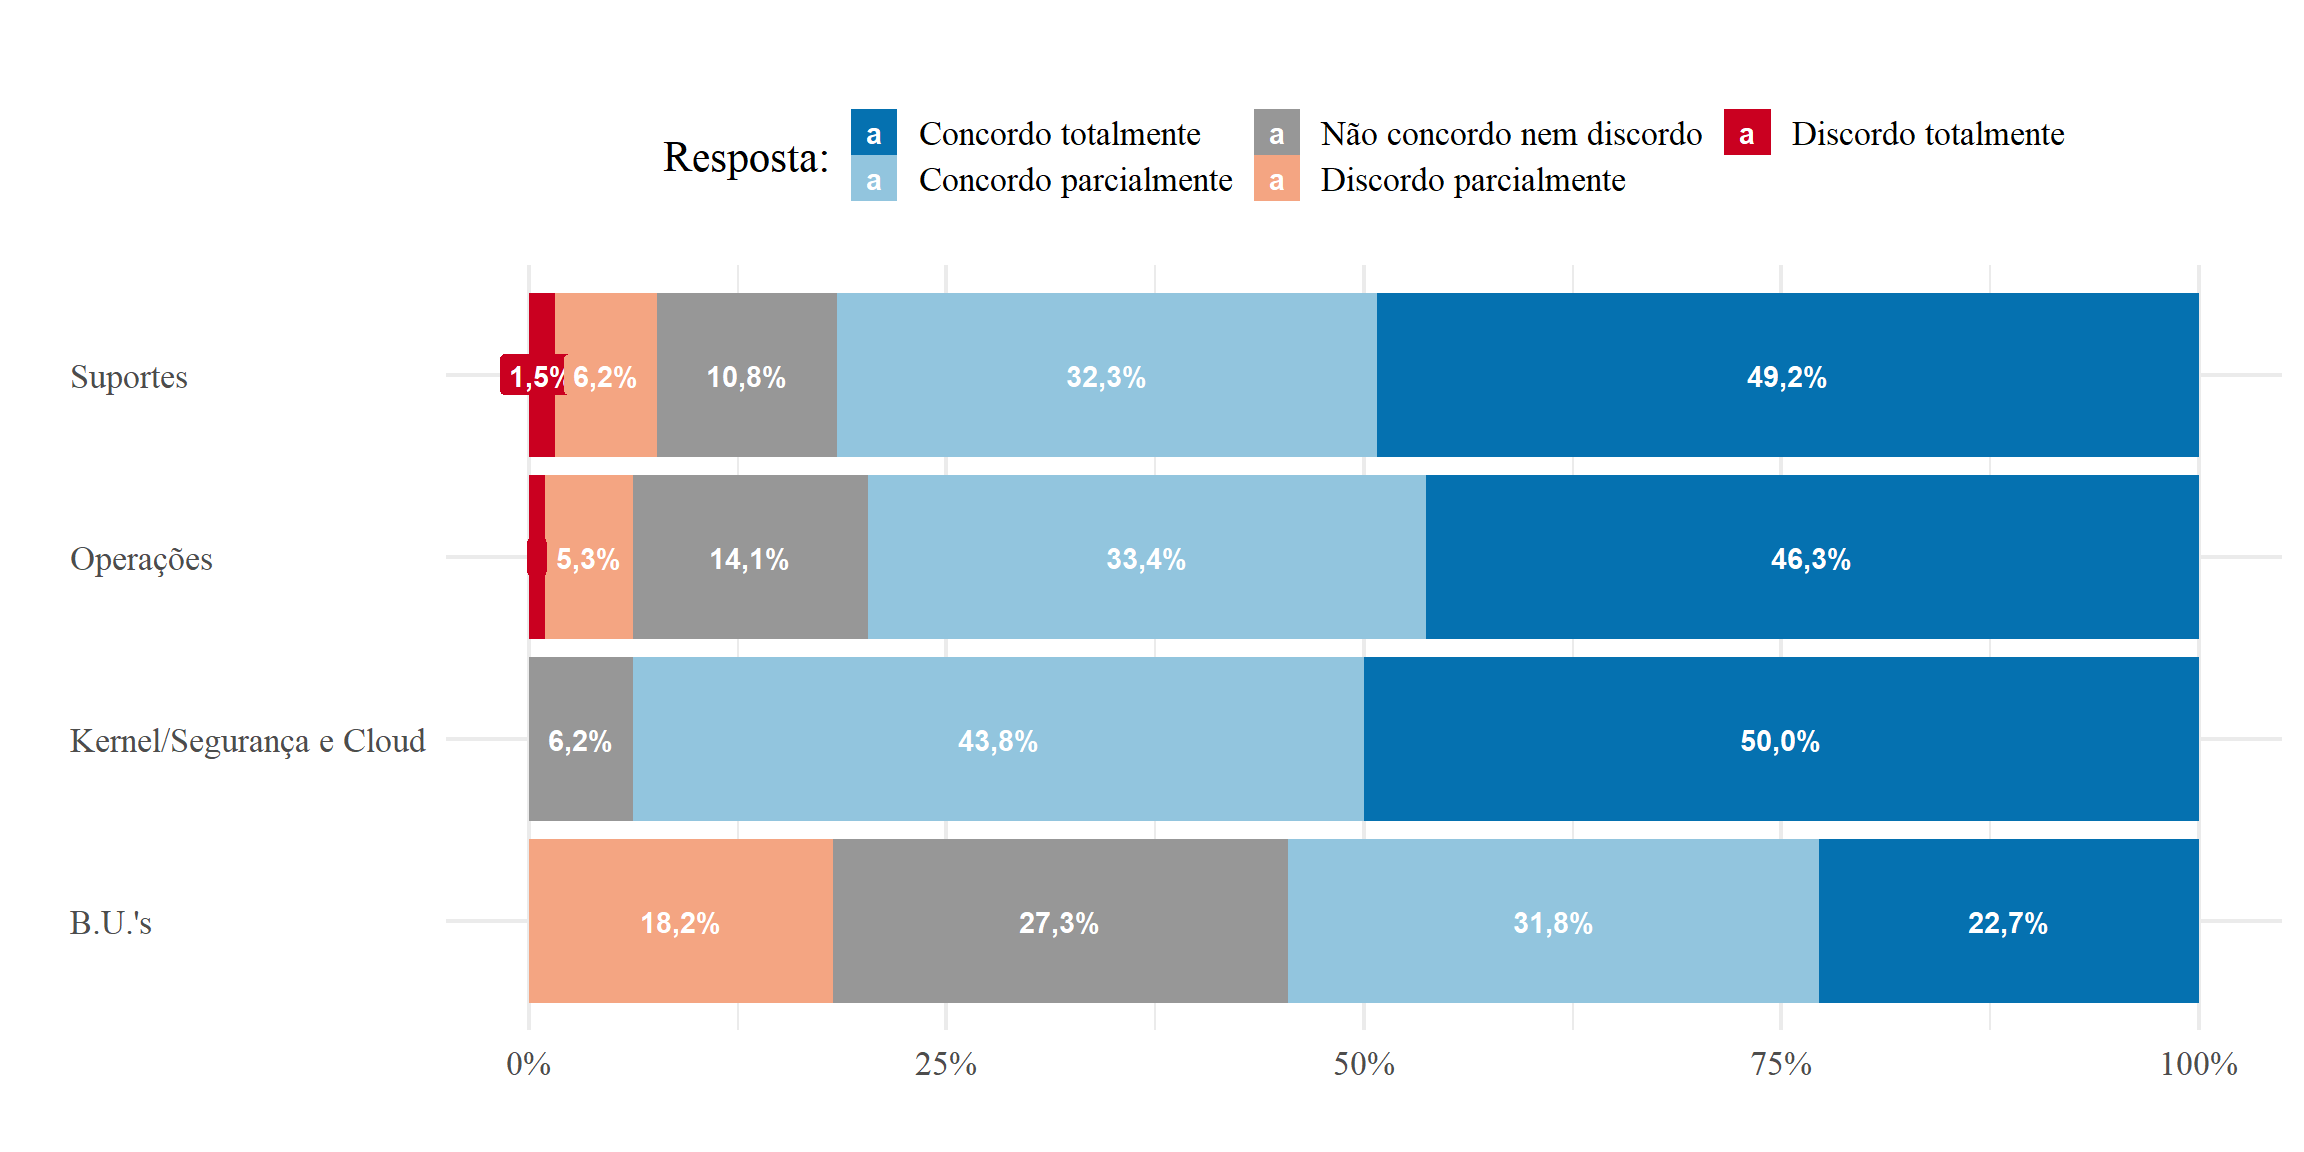 Resposta:
a Concordo totalmente a Não concordo nem discordo a Discordo totalmente
a Concordo parcialmente a Discordo parcialmente
Suportes 1,5% 6,2% 10,8% 32,3% 49,2%
Operações 5,3% 14,1% 33,4% 46,3%
Kernel/Segurança e Cloud 6,2% 43,8% 50,0%
B.U.'s 18,2% 27,3% 31,8% 22,7%
0% 25% 50% 75% 100%